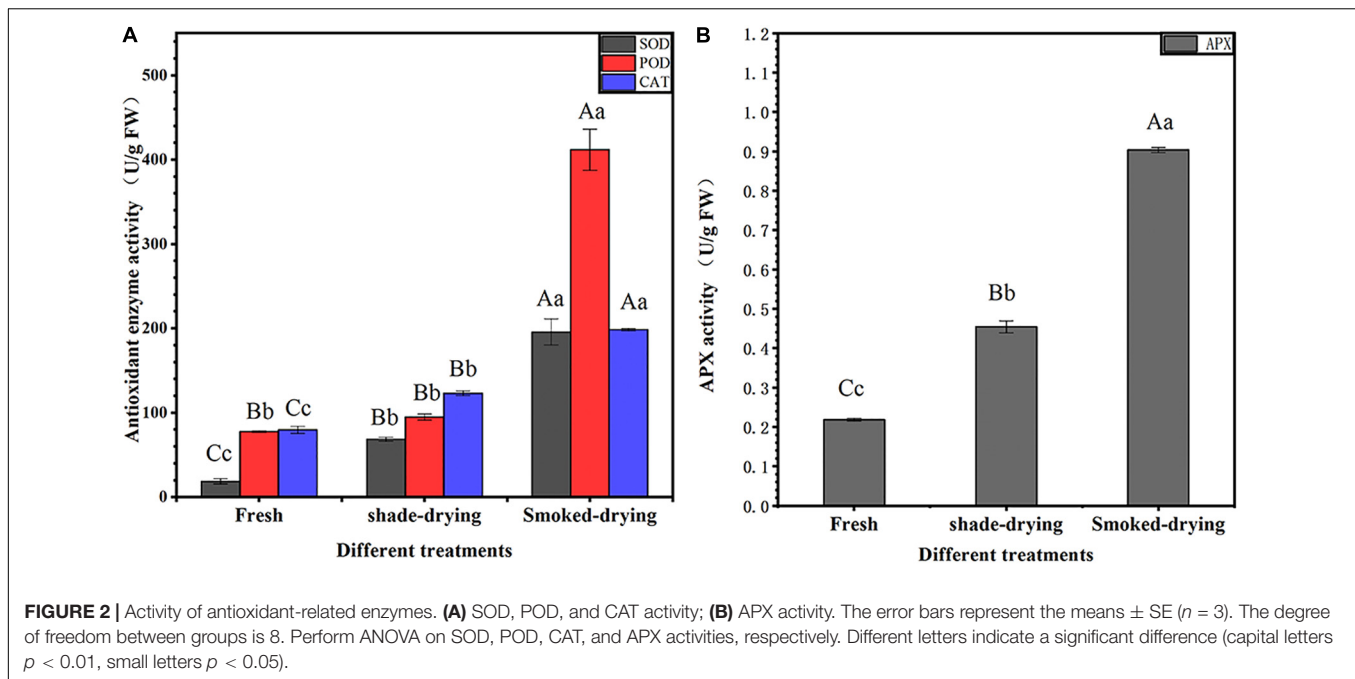 A
SOD
POD
CAT
500
400
300
200
100
0
Antioxidant enzyme activity （U/g FW）
Cc
Bb
Cc
Bb
Bb
Bb
Aa
Aa
Aa
Fresh
shade-drying
Smoked-drying
Different treatments
B
APX
1.2
1.1
1.0
0.9
0.8
0.7
0.6
0.5
0.4
0.3
0.2
0.1
0.0
APX activity （U/g FW）
Cc
Bb
Aa
Fresh
shade-drying
Smoked-drying
Different treatments
FIGURE 2 | Activity of antioxidant-related enzymes. (A) SOD, POD, and CAT activity; (B) APX activity. The error bars represent the means ± SE (n = 3). The degree
of freedom between groups is 8. Perform ANOVA on SOD, POD, CAT, and APX activities, respectively. Different letters indicate a significant difference (capital letters
p < 0.01, small letters p < 0.05).